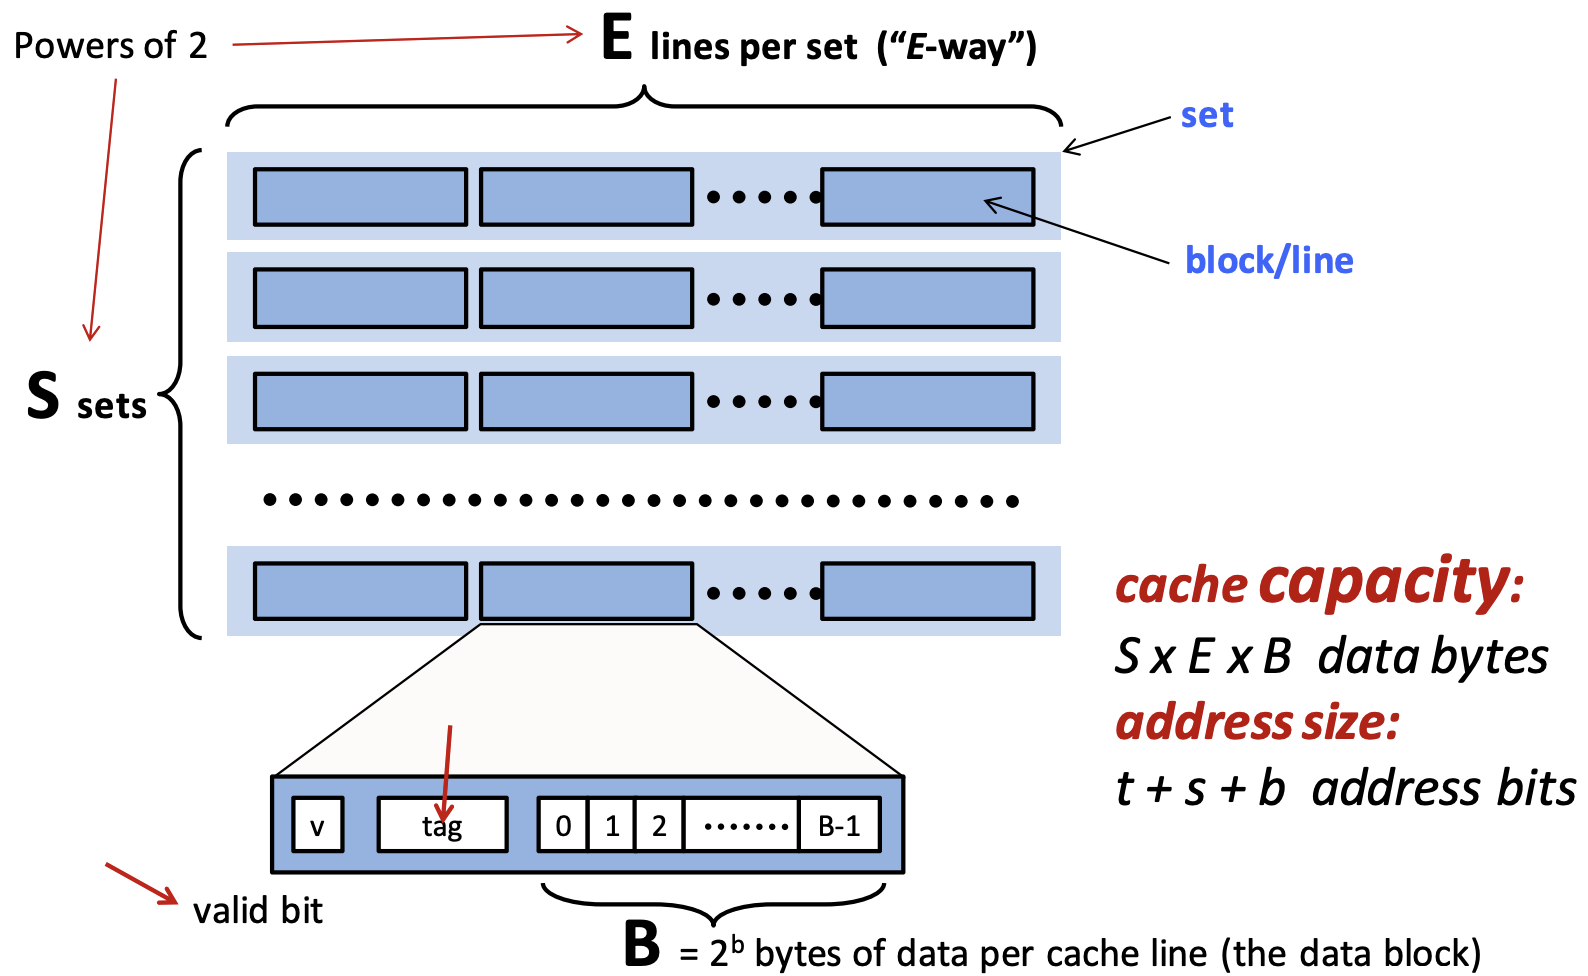 Powers of 2
E lines per set (“E-way”)
set
block/line
S sets
cache capacity:
S x E x B data bytes
address size:
t + s + b address bits
v
tag
0
1
2
B-1
valid bit
B = 2ᵇ bytes of data per cache line (the data block)